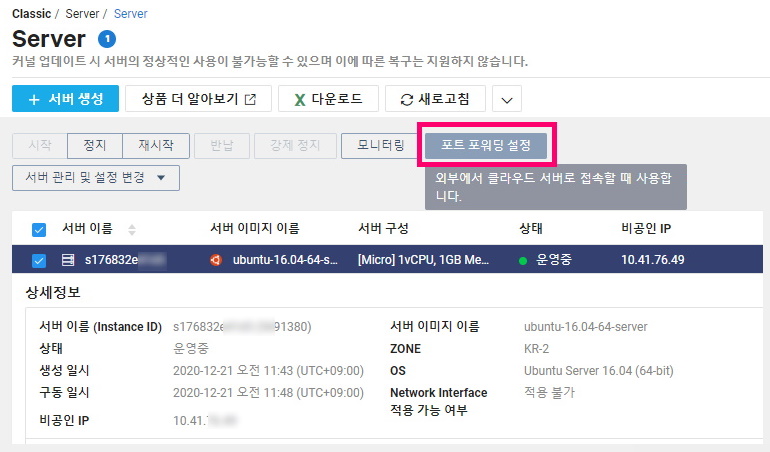 Classic / Server / Server
Server 1
커널 업데이트 시 서버의 정상적인 사용이 불가능할 수 있으며 이에 따른 복구는 지원하지 않습니다.
+ 서버 생성 상품 더 알아보기 X 다운로드 새로고침
시작 정지 재시작 반납 강제 정지 모니터링 포트 포워딩 설정
서버 관리 및 설정 변경
외부에서 클라우드 서버로 접속할 때 사용합
니다.
서버 이름 서버 이미지 이름 서버 구성 상태 비공인 IP
s176832e ubuntu-16.04-64-s... [Micro] 1vCPU, 1GB Me... 운영중 10.41.76.49
상세정보
서버 이름 (Instance ID) s176832e 91380) 서버 이미지 이름 ubuntu-16.04-64-server
상태 운영중 ZONE KR-2
생성 일시 2020-12-21 오전 11:43 (UTC+09:00) OS Ubuntu Server 16.04 (64-bit)
구동 일시 2020-12-21 오전 11:48 (UTC+09:00) Network Interface 적용 불가
적용 가능 여부
비공인 IP 10.41.